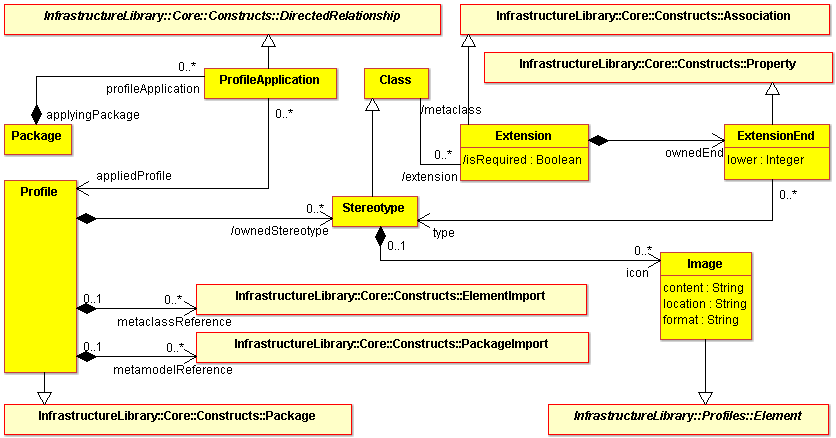 InfrastructureLibrary::Core::Constructs::DirectedRelationship
InfrastructureLibrary::Core::Constructs::Association
InfrastructureLibrary::Core::Constructs::Property
0..*
profileApplication
ProfileApplication
Class
/metaclass
applyingPackage
0..*
Package
Extension
/isRequired : Boolean
0..*
/extension
ownedEnd
ExtensionEnd
lower : Integer
appliedProfile
Profile
0..*
0..*
/ownedStereotype
Stereotype
type
0..1
0..*
icon
Image
content : String
location : String
format : String
0..1
0..*
metaclassReference
InfrastructureLibrary::Core::Constructs::ElementImport
0..1
0..*
metamodelReference
InfrastructureLibrary::Core::Constructs::PackageImport
InfrastructureLibrary::Core::Constructs::Package
InfrastructureLibrary::Profiles::Element